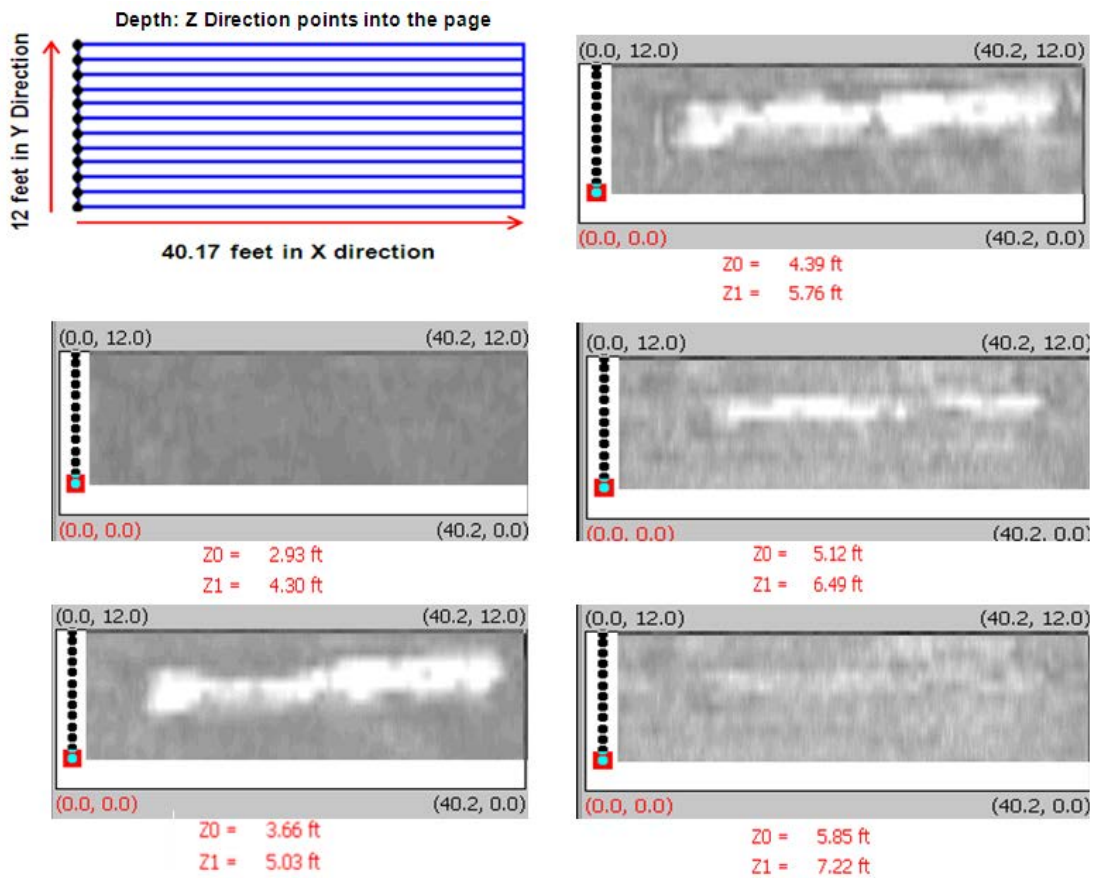 Depth: Z Direction points into the page
12 feet in Y Direction
40.17 feet in X direction
(0.0, 12.0) (40.2, 12.0)
(0.0, 0.0) (40.2, 0.0)
Z0 = 4.39 ft
Z1 = 5.76 ft
(0.0, 12.0) (40.2, 12.0)
(0.0, 0.0) (40.2, 0.0)
Z0 = 2.93 ft
Z1 = 4.30 ft
(0.0, 12.0) (40.2, 12.0)
(0.0, 0.0) (40.2, 0.0)
Z0 = 5.12 ft
Z1 = 6.49 ft
(0.0, 12.0) (40.2, 12.0)
(0.0, 0.0) (40.2, 0.0)
Z0 = 3.66 ft
Z1 = 5.03 ft
(0.0, 12.0) (40.2, 12.0)
(0.0, 0.0) (40.2, 0.0)
Z0 = 5.85 ft
Z1 = 7.22 ft